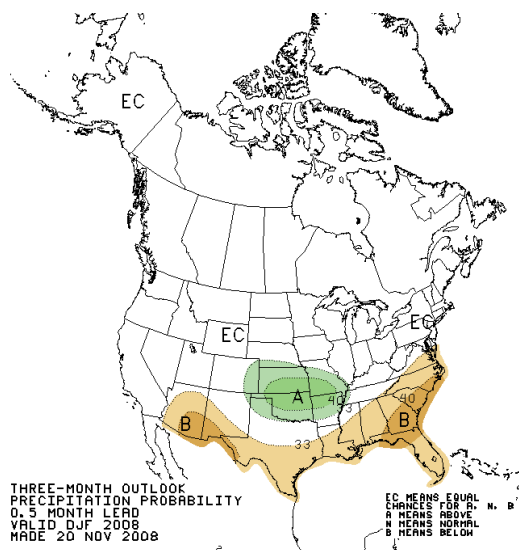 EC
EC
EC
A
40
33
40
B
B
33
THREE-MONTH OUTLOOK
PRECIPITATION PROBABILITY
0.5 MONTH LEAD
VALID DJF 2008
MADE 20 NOV 2008
EC MEANS EQUAL
CHANCES FOR A, N, B
A MEANS ABOVE
N MEANS NORMAL
B MEANS BELOW